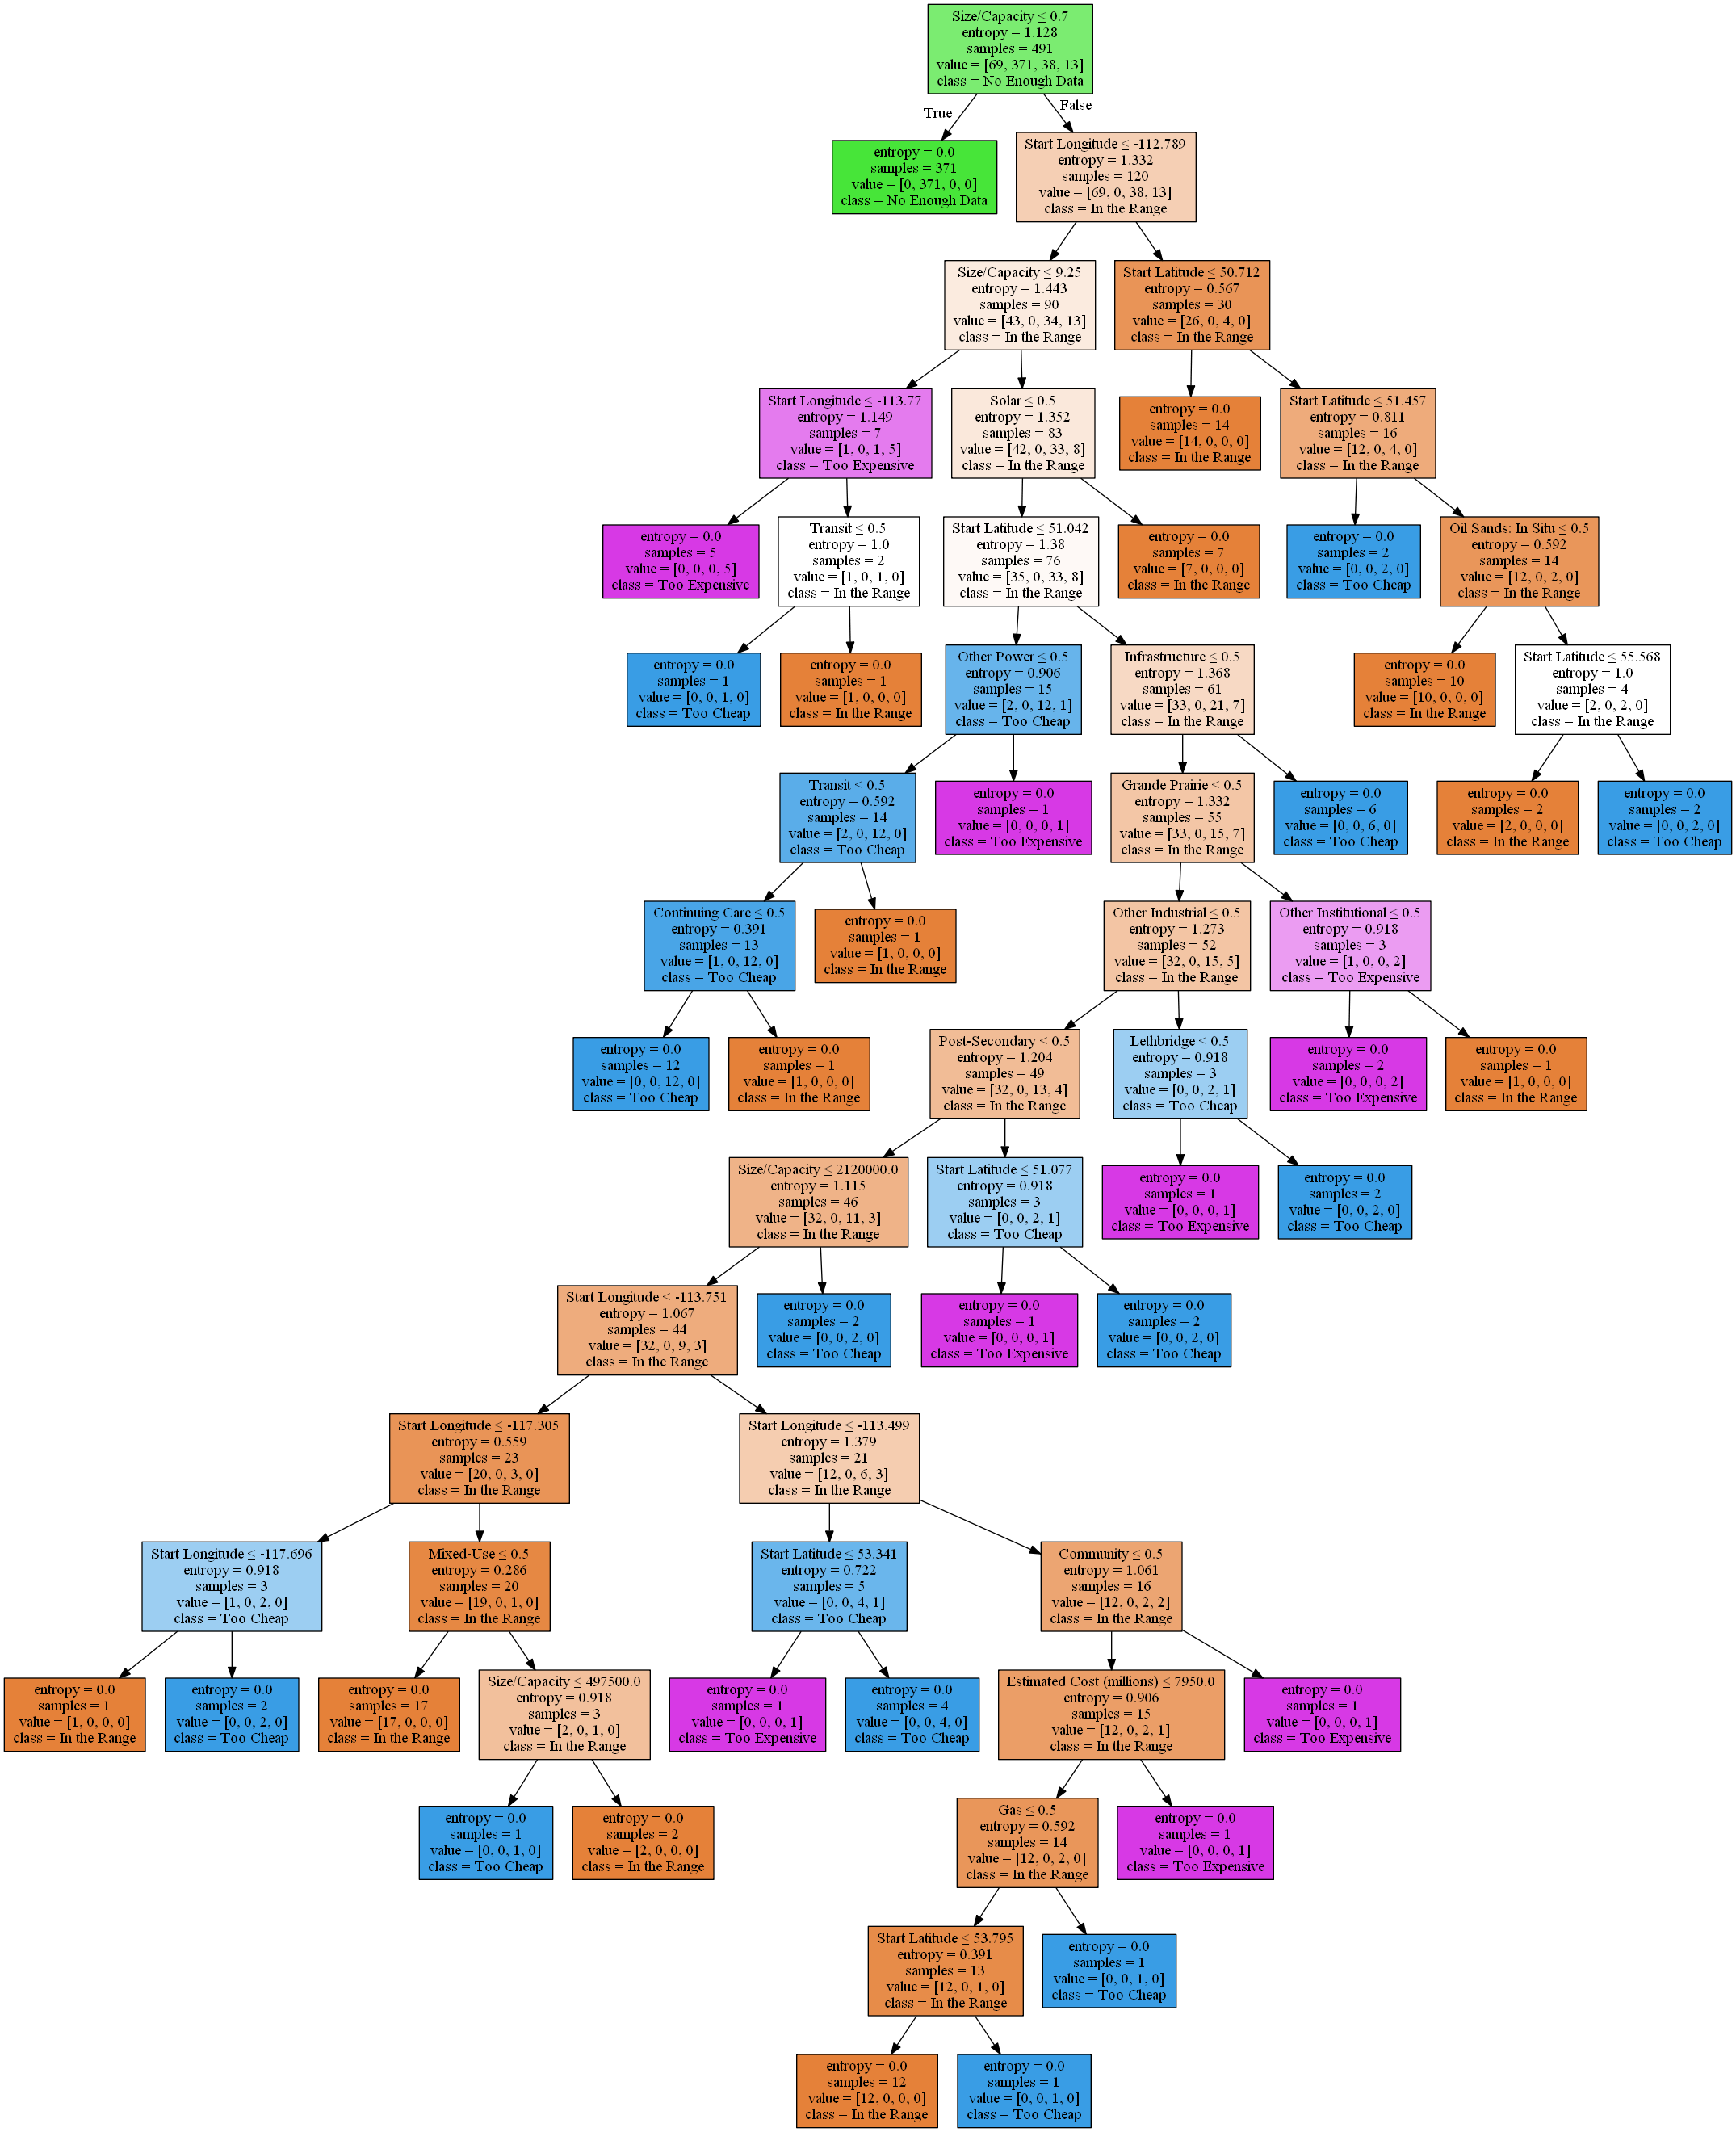 Size/Capacity ≤ 0.7
entropy = 1.128
samples = 491
value = [69, 371, 38, 13]
class = No Enough Data
True
False
entropy = 0.0
samples = 371
value = [0, 371, 0, 0]
class = No Enough Data
Start Longitude ≤ -112.789
entropy = 1.332
samples = 120
value = [69, 0, 38, 13]
class = In the Range
Size/Capacity ≤ 9.25
entropy = 1.443
samples = 90
value = [43, 0, 34, 13]
class = In the Range
Start Latitude ≤ 50.712
entropy = 0.567
samples = 30
value = [26, 0, 4, 0]
class = In the Range
Start Longitude ≤ -113.77
entropy = 1.149
samples = 7
value = [1, 0, 1, 5]
class = Too Expensive
Solar ≤ 0.5
entropy = 1.352
samples = 83
value = [42, 0, 33, 8]
class = In the Range
entropy = 0.0
samples = 14
value = [14, 0, 0, 0]
class = In the Range
Start Latitude ≤ 51.457
entropy = 0.811
samples = 16
value = [12, 0, 4, 0]
class = In the Range
entropy = 0.0
samples = 5
value = [0, 0, 0, 5]
class = Too Expensive
Transit ≤ 0.5
entropy = 1.0
samples = 2
value = [1, 0, 1, 0]
class = In the Range
Start Latitude ≤ 51.042
entropy = 1.38
samples = 76
value = [35, 0, 33, 8]
class = In the Range
entropy = 0.0
samples = 7
value = [7, 0, 0, 0]
class = In the Range
entropy = 0.0
samples = 2
value = [0, 0, 2, 0]
class = Too Cheap
Oil Sands: In Situ ≤ 0.5
entropy = 0.592
samples = 14
value = [12, 0, 2, 0]
class = In the Range
entropy = 0.0
samples = 1
value = [0, 0, 1, 0]
class = Too Cheap
entropy = 0.0
samples = 1
value = [1, 0, 0, 0]
class = In the Range
Other Power ≤ 0.5
entropy = 0.906
samples = 15
value = [2, 0, 12, 1]
class = Too Cheap
Infrastructure ≤ 0.5
entropy = 1.368
samples = 61
value = [33, 0, 21, 7]
class = In the Range
entropy = 0.0
samples = 10
value = [10, 0, 0, 0]
class = In the Range
Start Latitude ≤ 55.568
entropy = 1.0
samples = 4
value = [2, 0, 2, 0]
class = In the Range
Transit ≤ 0.5
entropy = 0.592
samples = 14
value = [2, 0, 12, 0]
class = Too Cheap
entropy = 0.0
samples = 1
value = [0, 0, 0, 1]
class = Too Expensive
Grande Prairie ≤ 0.5
entropy = 1.332
samples = 55
value = [33, 0, 15, 7]
class = In the Range
entropy = 0.0
samples = 6
value = [0, 0, 6, 0]
class = Too Cheap
entropy = 0.0
samples = 2
value = [2, 0, 0, 0]
class = In the Range
entropy = 0.0
samples = 2
value = [0, 0, 2, 0]
class = Too Cheap
Continuing Care ≤ 0.5
entropy = 0.391
samples = 13
value = [1, 0, 12, 0]
class = Too Cheap
entropy = 0.0
samples = 1
value = [1, 0, 0, 0]
class = In the Range
Other Industrial ≤ 0.5
entropy = 1.273
samples = 52
value = [32, 0, 15, 5]
class = In the Range
Other Institutional ≤ 0.5
entropy = 0.918
samples = 3
value = [1, 0, 0, 2]
class = Too Expensive
entropy = 0.0
samples = 12
value = [0, 0, 12, 0]
class = Too Cheap
entropy = 0.0
samples = 1
value = [1, 0, 0, 0]
class = In the Range
Post-Secondary ≤ 0.5
entropy = 1.204
samples = 49
value = [32, 0, 13, 4]
class = In the Range
Lethbridge ≤ 0.5
entropy = 0.918
samples = 3
value = [0, 0, 2, 1]
class = Too Cheap
entropy = 0.0
samples = 2
value = [0, 0, 0, 2]
class = Too Expensive
entropy = 0.0
samples = 1
value = [1, 0, 0, 0]
class = In the Range
Size/Capacity ≤ 2120000.0
entropy = 1.115
samples = 46
value = [32, 0, 11, 3]
class = In the Range
Start Latitude ≤ 51.077
entropy = 0.918
samples = 3
value = [0, 0, 2, 1]
class = Too Cheap
entropy = 0.0
samples = 1
value = [0, 0, 0, 1]
class = Too Expensive
entropy = 0.0
samples = 2
value = [0, 0, 2, 0]
class = Too Cheap
Start Longitude ≤ -113.751
entropy = 1.067
samples = 44
value = [32, 0, 9, 3]
class = In the Range
entropy = 0.0
samples = 2
value = [0, 0, 2, 0]
class = Too Cheap
entropy = 0.0
samples = 1
value = [0, 0, 0, 1]
class = Too Expensive
entropy = 0.0
samples = 2
value = [0, 0, 2, 0]
class = Too Cheap
Start Longitude ≤ -117.305
entropy = 0.559
samples = 23
value = [20, 0, 3, 0]
class = In the Range
Start Longitude ≤ -113.499
entropy = 1.379
samples = 21
value = [12, 0, 6, 3]
class = In the Range
Start Longitude ≤ -117.696
entropy = 0.918
samples = 3
value = [1, 0, 2, 0]
class = Too Cheap
Mixed-Use ≤ 0.5
entropy = 0.286
samples = 20
value = [19, 0, 1, 0]
class = In the Range
Start Latitude ≤ 53.341
entropy = 0.722
samples = 5
value = [0, 0, 4, 1]
class = Too Cheap
Community ≤ 0.5
entropy = 1.061
samples = 16
value = [12, 0, 2, 2]
class = In the Range
entropy = 0.0
samples = 1
value = [1, 0, 0, 0]
class = In the Range
entropy = 0.0
samples = 2
value = [0, 0, 2, 0]
class = Too Cheap
entropy = 0.0
samples = 17
value = [17, 0, 0, 0]
class = In the Range
Size/Capacity ≤ 497500.0
entropy = 0.918
samples = 3
value = [2, 0, 1, 0]
class = In the Range
entropy = 0.0
samples = 1
value = [0, 0, 0, 1]
class = Too Expensive
entropy = 0.0
samples = 4
value = [0, 0, 4, 0]
class = Too Cheap
Estimated Cost (millions) ≤ 7950.0
entropy = 0.906
samples = 15
value = [12, 0, 2, 1]
class = In the Range
entropy = 0.0
samples = 1
value = [0, 0, 0, 1]
class = Too Expensive
entropy = 0.0
samples = 1
value = [0, 0, 1, 0]
class = Too Cheap
entropy = 0.0
samples = 2
value = [2, 0, 0, 0]
class = In the Range
Gas ≤ 0.5
entropy = 0.592
samples = 14
value = [12, 0, 2, 0]
class = In the Range
entropy = 0.0
samples = 1
value = [0, 0, 0, 1]
class = Too Expensive
Start Latitude ≤ 53.795
entropy = 0.391
samples = 13
value = [12, 0, 1, 0]
class = In the Range
entropy = 0.0
samples = 1
value = [0, 0, 1, 0]
class = Too Cheap
entropy = 0.0
samples = 12
value = [12, 0, 0, 0]
class = In the Range
entropy = 0.0
samples = 1
value = [0, 0, 1, 0]
class = Too Cheap